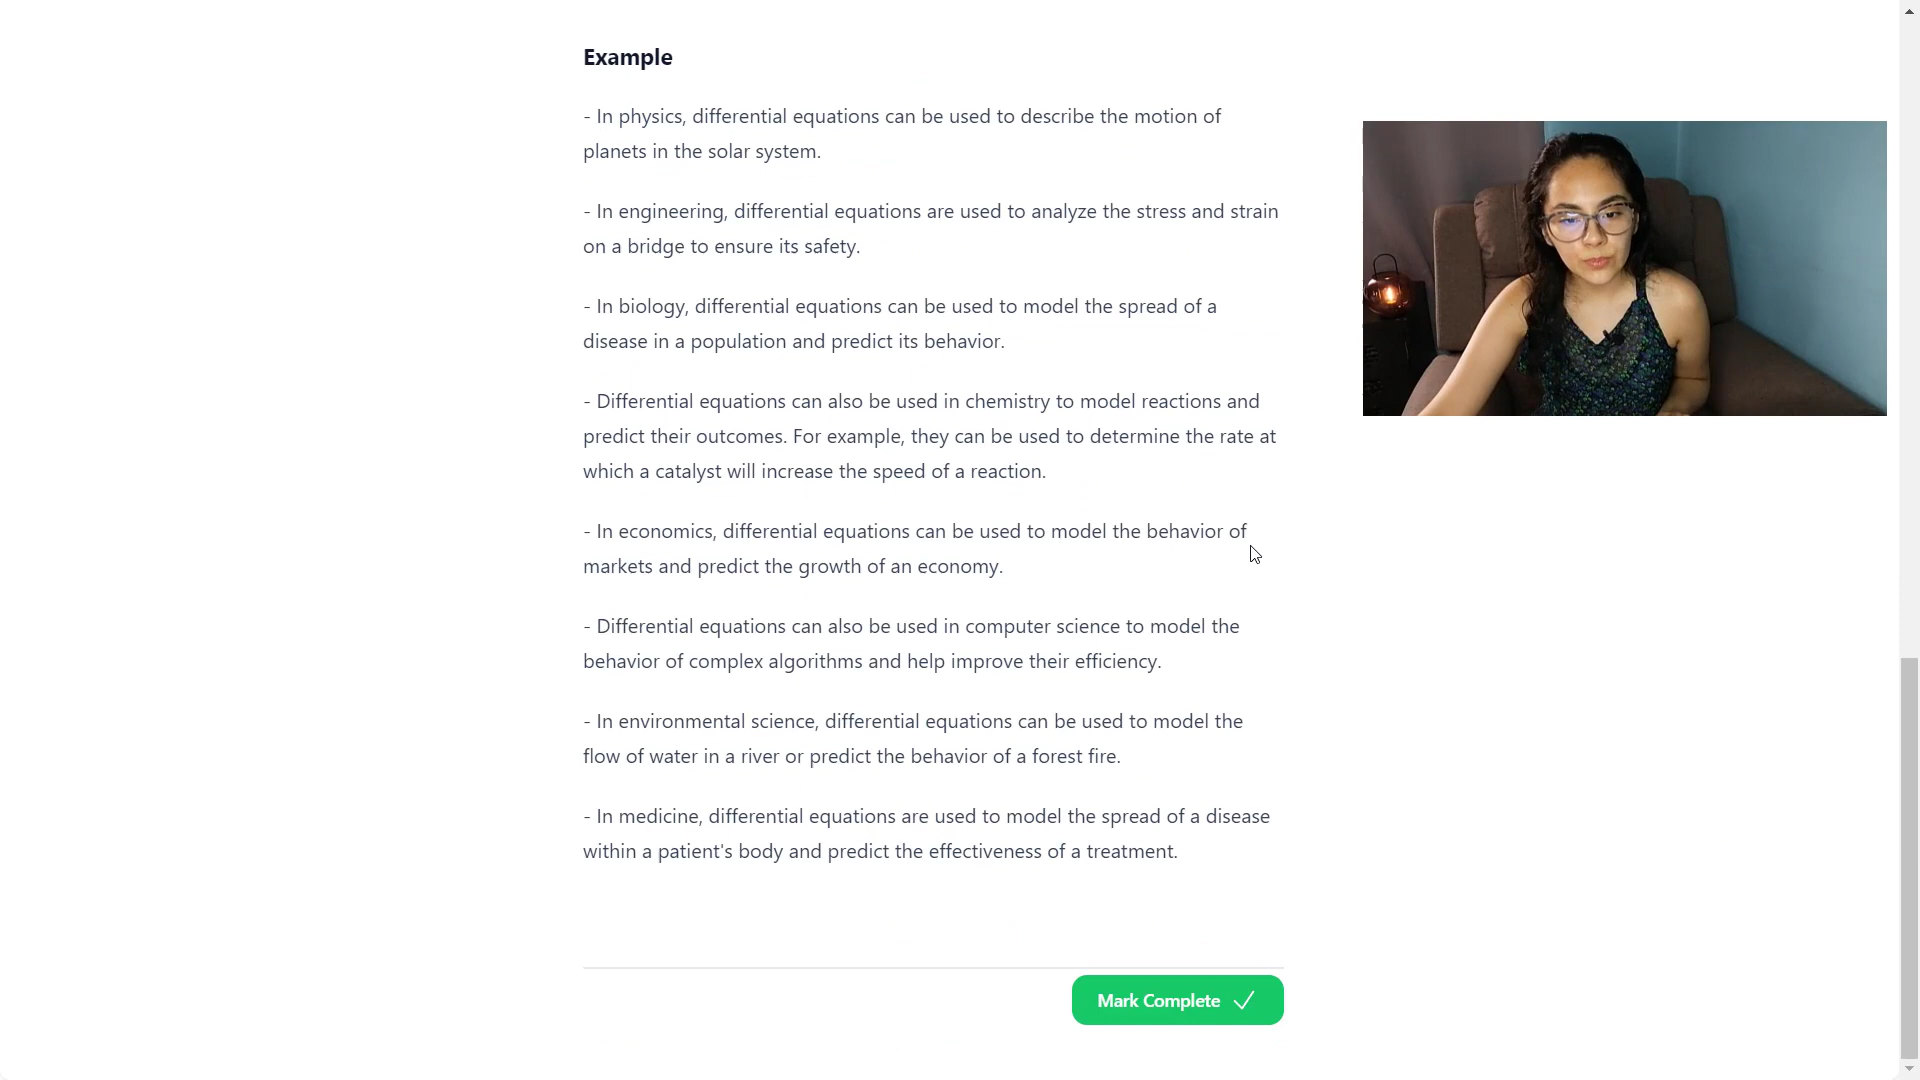 Example
- In physics, differential equations can be used to describe the motion of
planets in the solar system.
- In engineering, differential equations are used to analyze the stress and strain
on a bridge to ensure its safety.
- In biology, differential equations can be used to model the spread of a
disease in a population and predict its behavior.
- Differential equations can also be used in chemistry to model reactions and
predict their outcomes. For example, they can be used to determine the rate at
which a catalyst will increase the speed of a reaction.
- In economics, differential equations can be used to model the behavior of
markets and predict the growth of an economy.
- Differential equations can also be used in computer science to model the
behavior of complex algorithms and help improve their efficiency.
- In environmental science, differential equations can be used to model the
flow of water in a river or predict the behavior of a forest fire.
- In medicine, differential equations are used to model the spread of a disease
within a patient's body and predict the effectiveness of a treatment.
Mark Complete